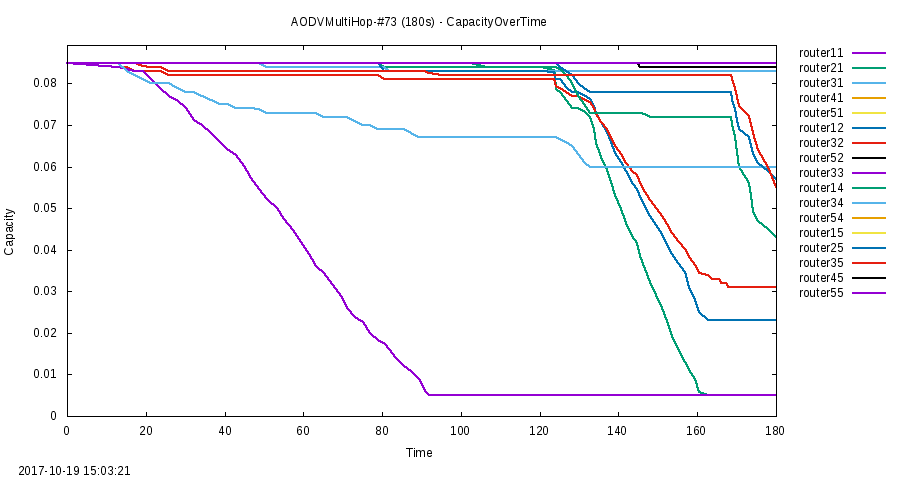 AODVMultiHop-#73 (180s) - CapacityOverTime
router11
router21
router31
router41
router51
router12
router32
router52
router33
router14
router34
router54
router15
router25
router35
router45
router55
0.08
0.07
0.06
0.05
0.04
0.03
0.02
0.01
0
Capacity
0 20 40 60 80 100 120 140 160 180
Time
2017-10-19 15:03:21